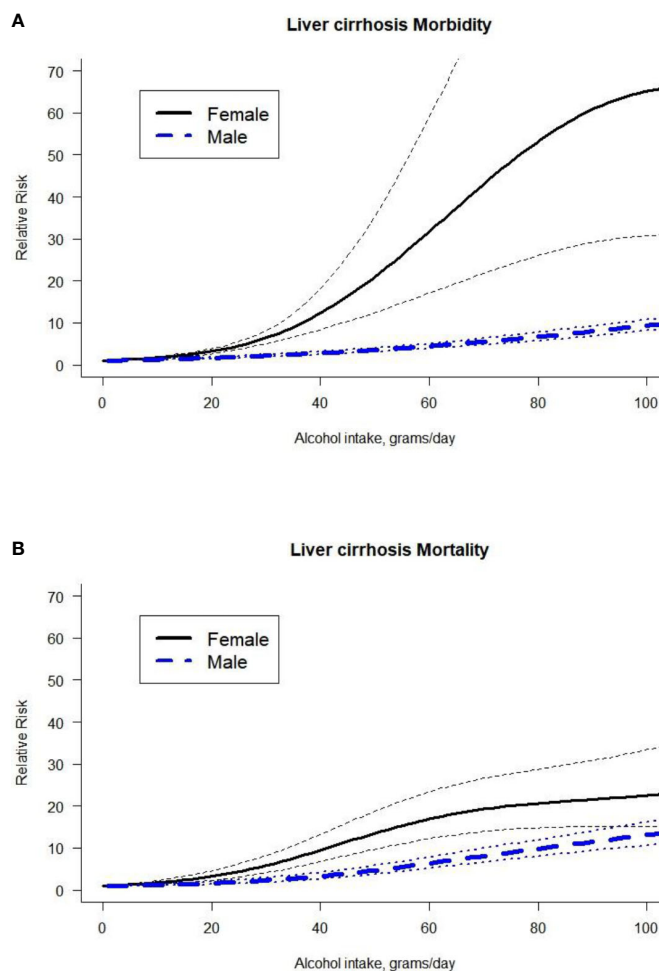 A
Liver cirrhosis Morbidity
70
60
50
40
30
20
10
0
Relative Risk
Female
Male
0 20 40 60 80 100
Alcohol intake, grams/day
B
Liver cirrhosis Mortality
70
60
50
40
30
20
10
0
Relative Risk
Female
Male
0 20 40 60 80 100
Alcohol intake, grams/day